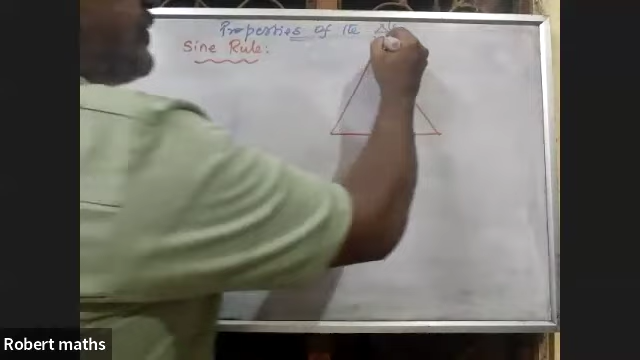 Properties of the
Sine Rule:
Robert maths